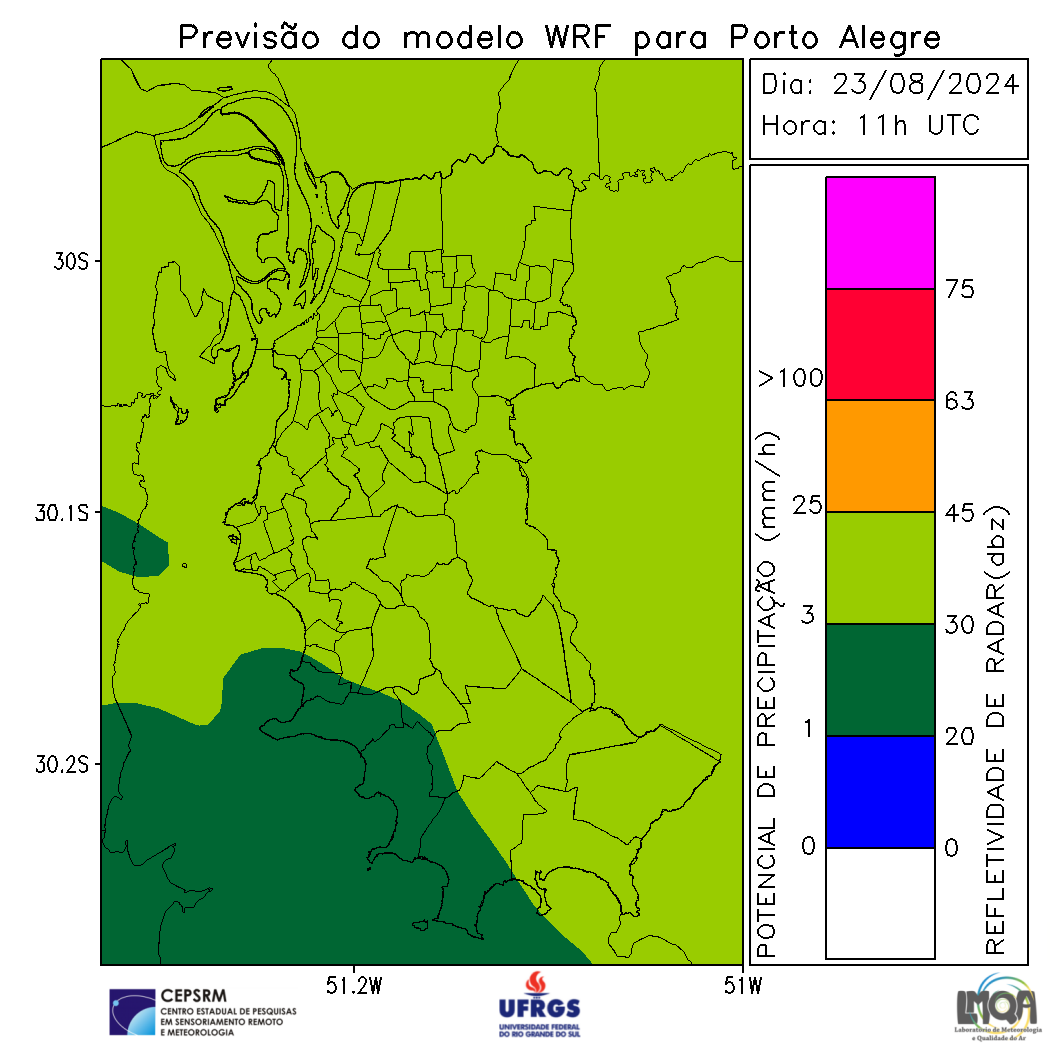 Previsão do modelo WRF para Porto Alegre
Dia: 23/08/2024
Hora: 11h UTC
30S
30.1S
30.2S
51.2W
51W
POTENCIAL DE PRECIPITAÇÃO (mm/h)
>100
25
3
1
0
75
63
45
30
20
0
REFLETIVIDADE DE RADAR(dbz)
CEPSRM
CENTRO ESTADUAL DE PESQUISAS
EM SENSORIAMENTO REMOTO
E METEOROLOGIA
UFRGS
UNIVERSIDADE FEDERAL
DO RIO GRANDE DO SUL
LMQA
Laboratório de Meteorologia
e Qualidade do Ar